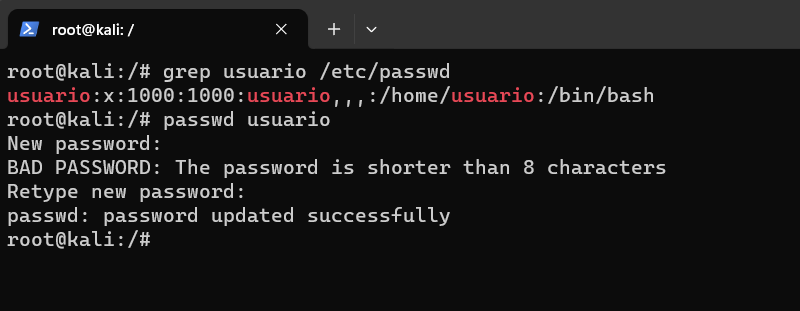 root@kali: /
root@kali:/# grep usuario /etc/passwd
usuario:x:1000:1000:usuario,,,:/home/usuario:/bin/bash
root@kali:/# passwd usuario
New password:
BAD PASSWORD: The password is shorter than 8 characters
Retype new password:
passwd: password updated successfully
root@kali:/#